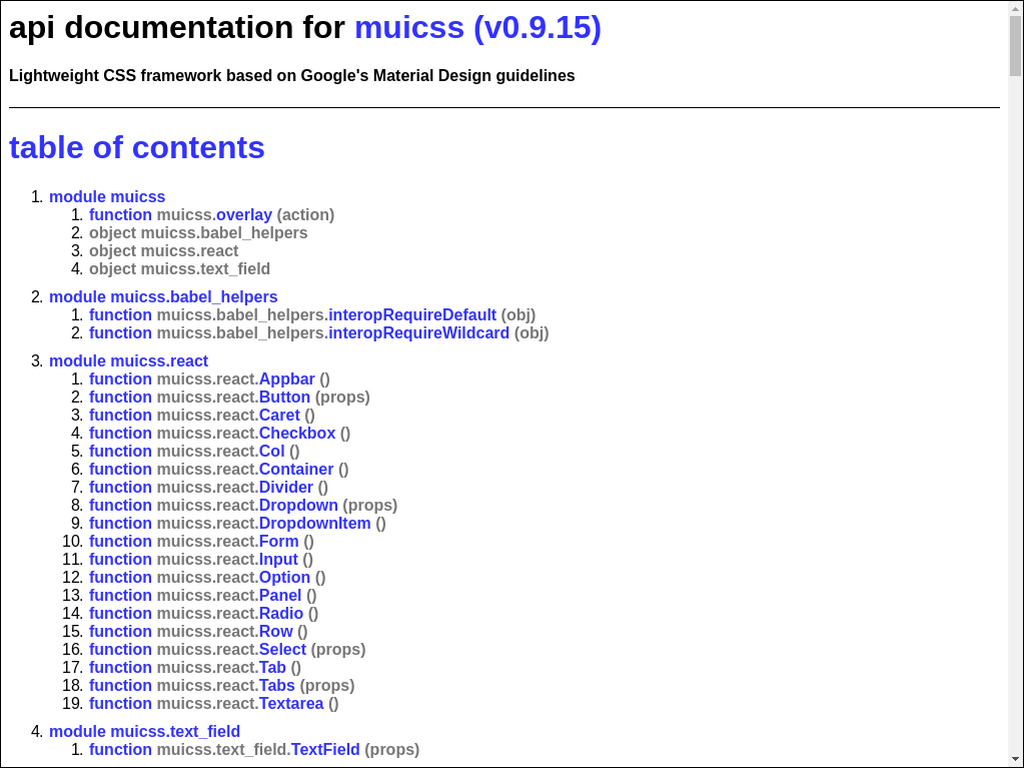 api documentation for muicss (v0.9.15)
Lightweight CSS framework based on Google's Material Design guidelines
table of contents
1. module muicss
1. function muicss.overlay (action)
2. object muicss.babel_helpers
3. object muicss.react
4. object muicss.text_field
2. module muicss.babel_helpers
1. function muicss.babel_helpers.interopRequireDefault (obj)
2. function muicss.babel_helpers.interopRequireWildcard (obj)
3. module muicss.react
1. function muicss.react.Appbar ()
2. function muicss.react.Button (props)
3. function muicss.react.Caret ()
4. function muicss.react.Checkbox ()
5. function muicss.react.Col ()
6. function muicss.react.Container ()
7. function muicss.react.Divider ()
8. function muicss.react.Dropdown (props)
9. function muicss.react.DropdownItem ()
10. function muicss.react.Form ()
11. function muicss.react.Input ()
12. function muicss.react.Option ()
13. function muicss.react.Panel ()
14. function muicss.react.Radio ()
15. function muicss.react.Row ()
16. function muicss.react.Select (props)
17. function muicss.react.Tab ()
18. function muicss.react.Tabs (props)
19. function muicss.react.Textarea ()
4. module muicss.text_field
1. function muicss.text_field.TextField (props)